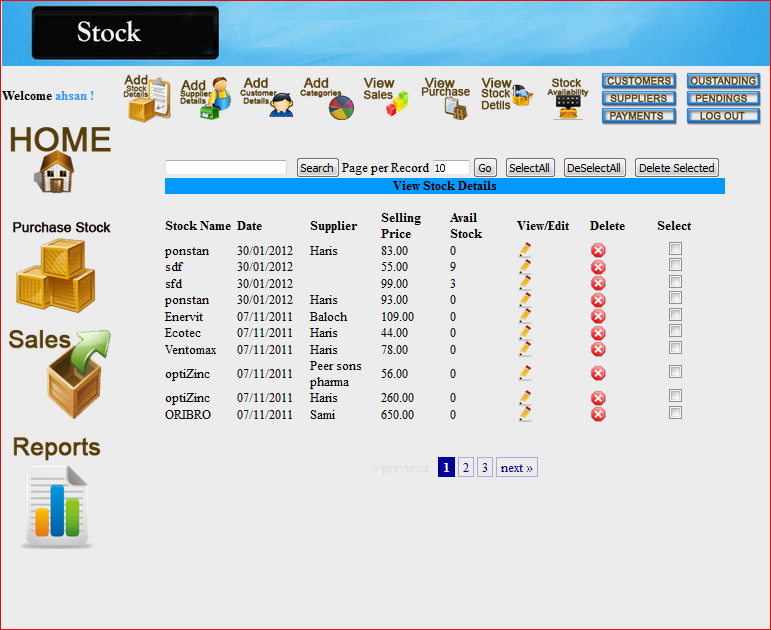 Stock
Welcome ahsan !
Add Stock Details
Add Supplier Details
Add Customer Details
Add Categories
View Sales
View Purchase
View Stock Detils
Stock Availability
CUSTOMERS
OUSTANDING
SUPPLIERS
PENDINGS
PAYMENTS
LOG OUT
HOME
Purchase Stock
Sales
Reports
Search Page per Record 10 Go SelectAll DeSelectAll Delete Selected
View Stock Details
Stock Name Date Supplier Selling Price Avail Stock View/Edit Delete Select
ponstan 30/01/2012 Haris 83.00 0
sdf 30/01/2012 55.00 9
sfd 30/01/2012 99.00 3
ponstan 30/01/2012 Haris 93.00 0
Enervit 07/11/2011 Baloch 109.00 0
Ecotec 07/11/2011 Haris 44.00 0
Ventomax 07/11/2011 Haris 78.00 0
optiZinc 07/11/2011 Peer sons pharma 56.00 0
optiZinc 07/11/2011 Haris 260.00 0
ORIBRO 07/11/2011 Sami 650.00 0
« previous 1 2 3 next »